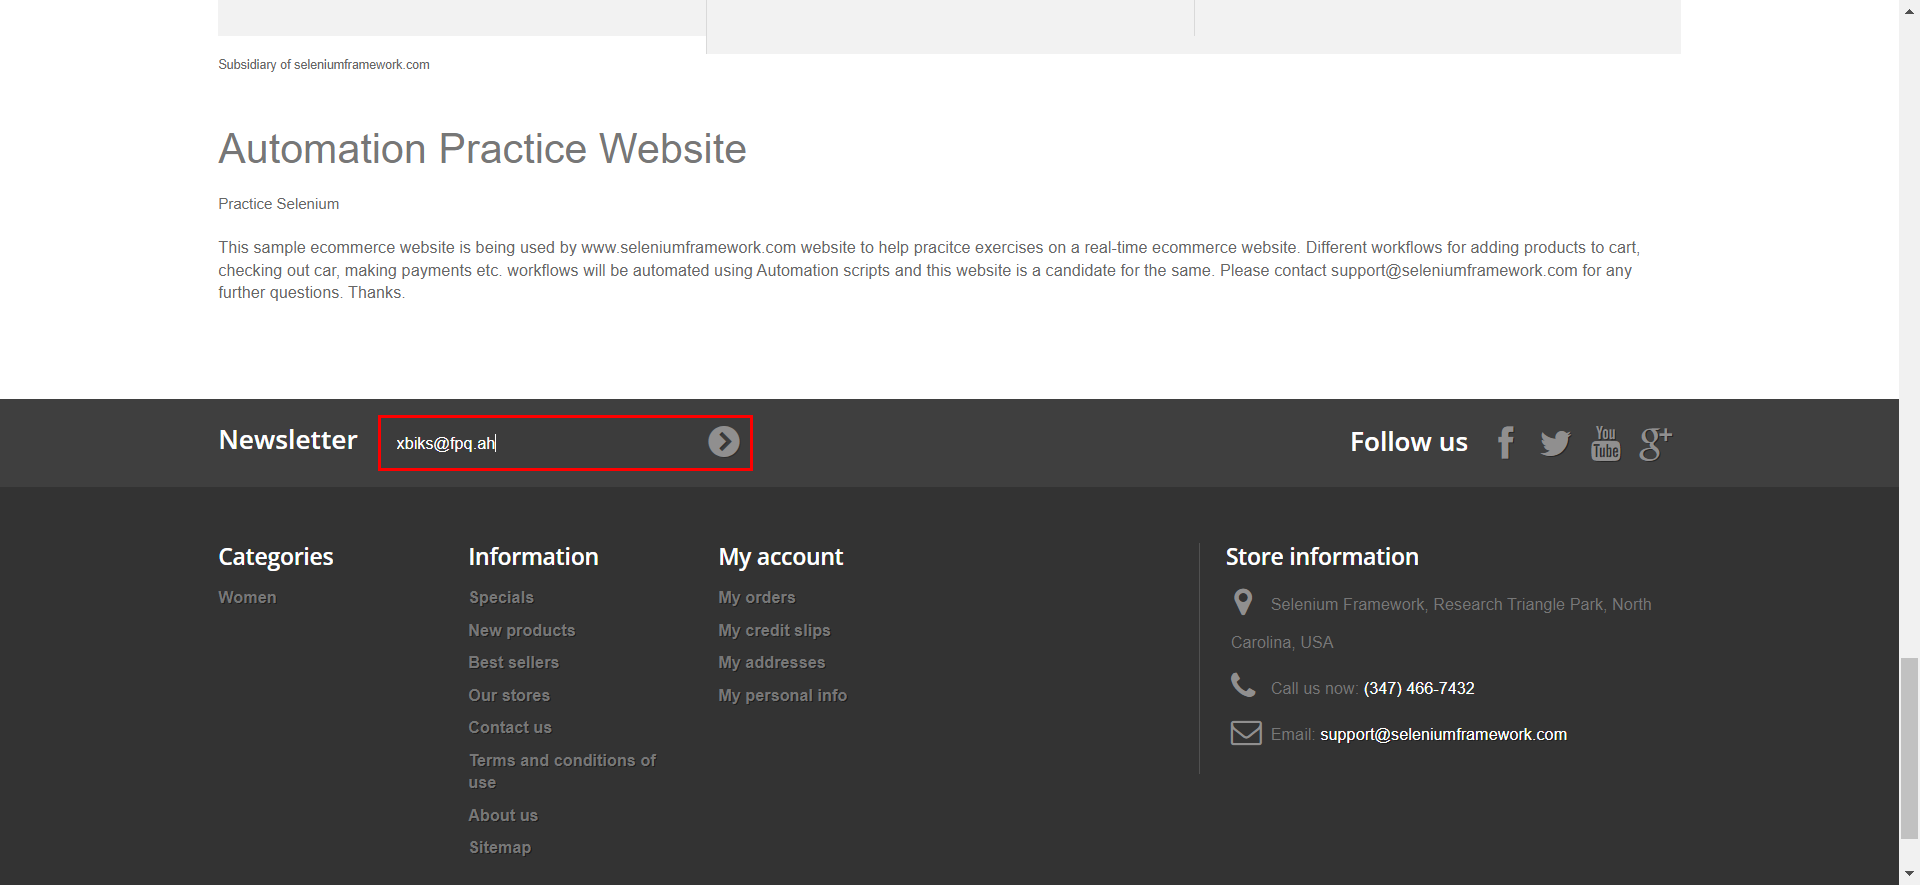 Subsidiary of seleniumframework.com
Automation Practice Website
Practice Selenium
This sample ecommerce website is being used by www.seleniumframework.com website to help pracitce exercises on a real-time ecommerce website. Different workflows for adding products to cart,
checking out car, making payments etc. workflows will be automated using Automation scripts and this website is a candidate for the same. Please contact support@seleniumframework.com for any
further questions. Thanks.
Newsletter
xbiks@fpq.ah
Follow us
You Tube
g+
Categories
Women
Information
Specials
New products
Best sellers
Our stores
Contact us
Terms and conditions of
use
About us
Sitemap
My account
My orders
My credit slips
My addresses
My personal info
Store information
Selenium Framework, Research Triangle Park, North
Carolina, USA
Call us now: (347) 466-7432
Email: support@seleniumframework.com